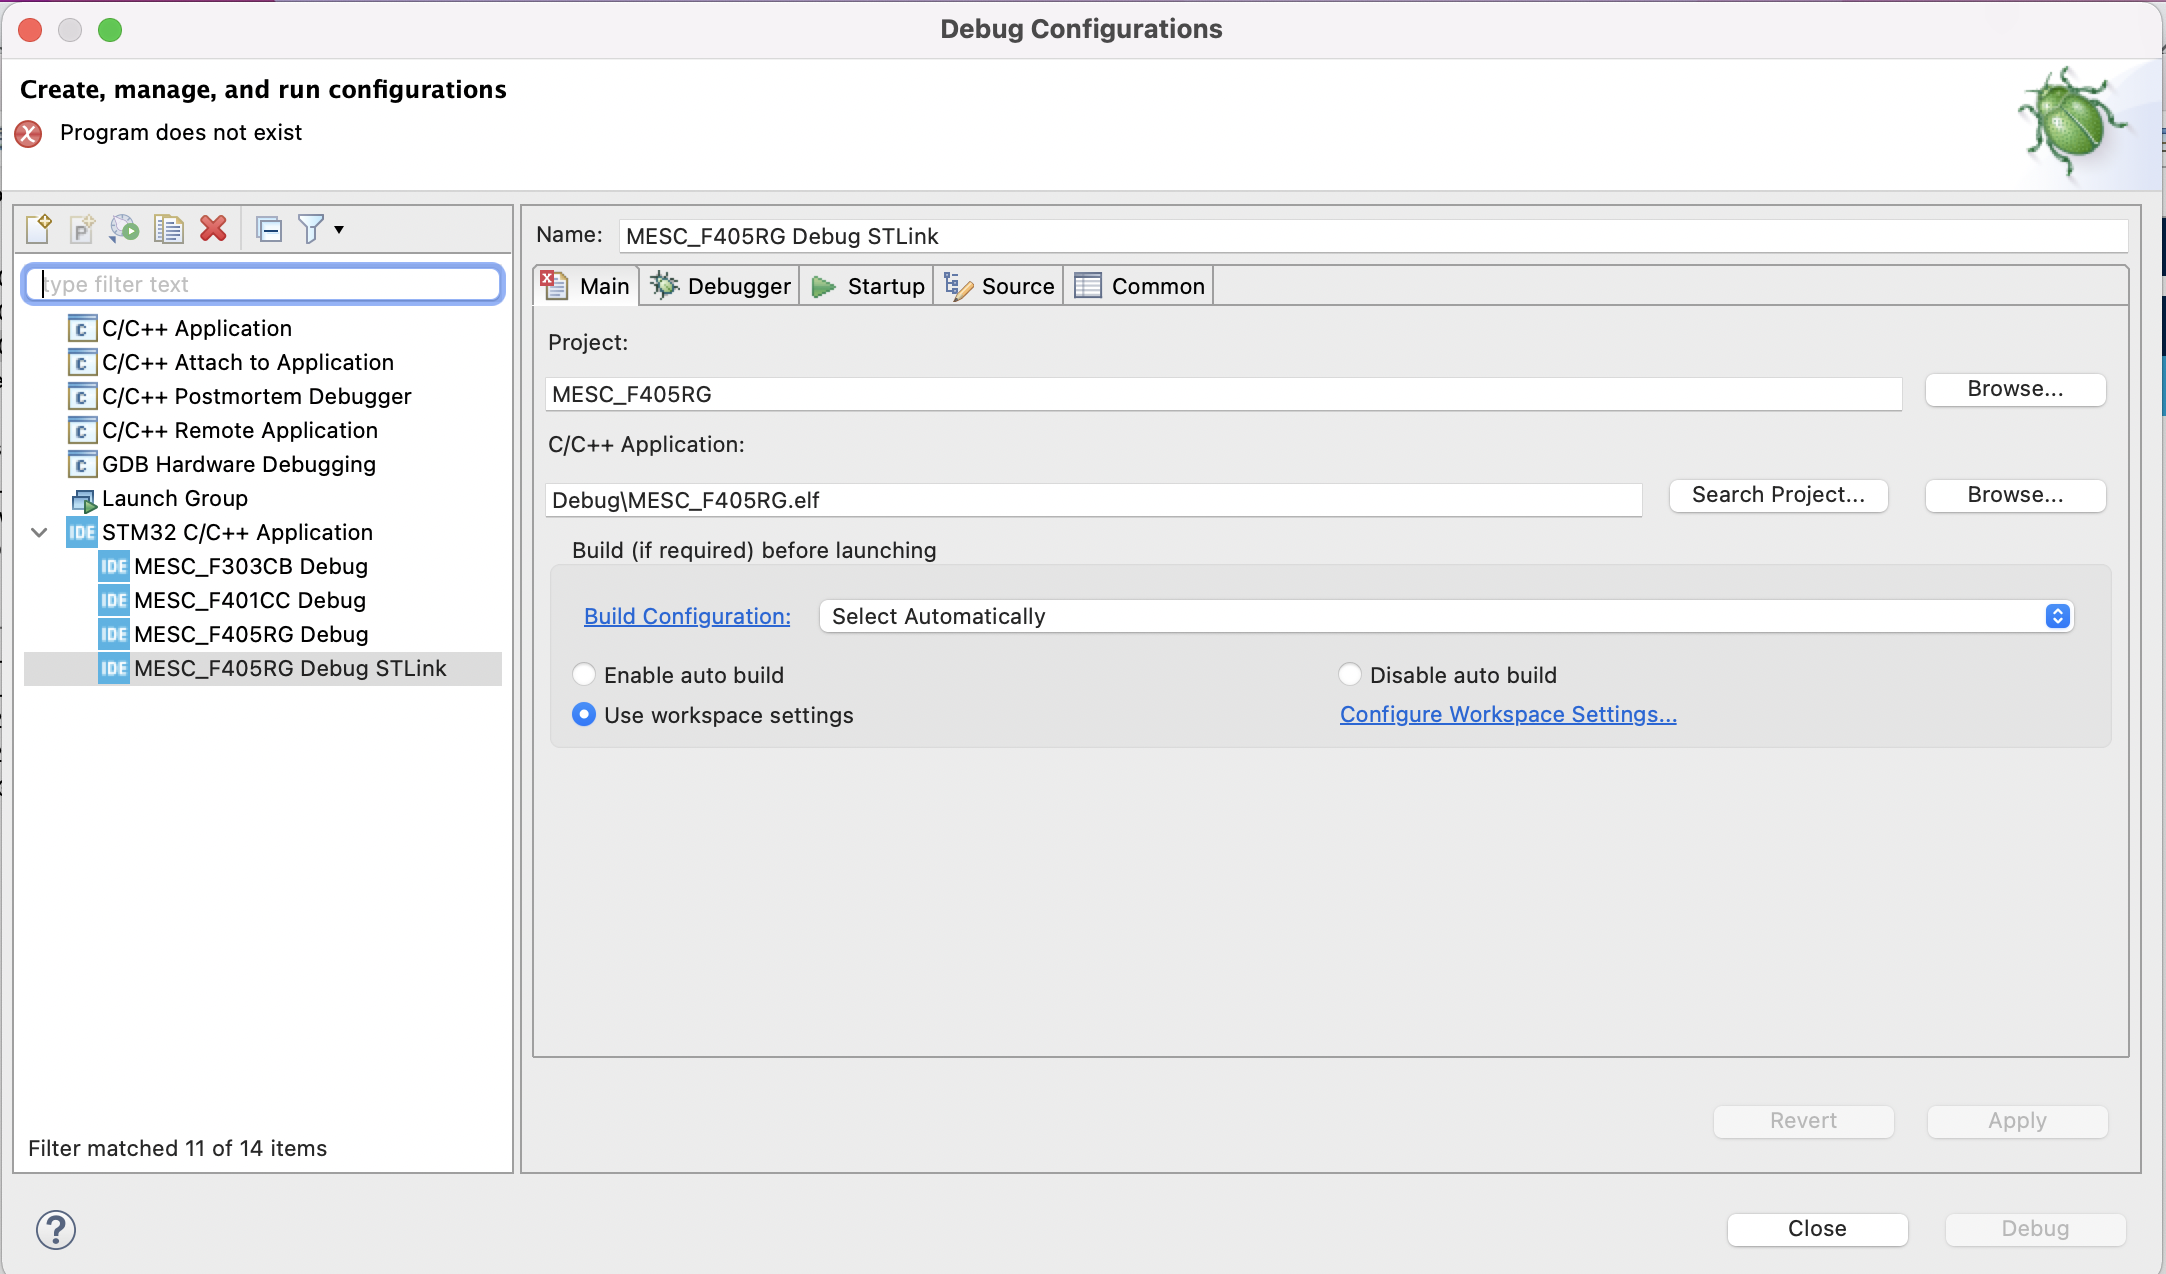 Debug Configurations
Create, manage, and run configurations
Program does not exist
Name: MESC_F405RG Debug STLink
type filter text
C/C++ Application
C/C++ Attach to Application
C/C++ Postmortem Debugger
C/C++ Remote Application
GDB Hardware Debugging
Launch Group
STM32 C/C++ Application
MESC_F303CB Debug
MESC_F401CC Debug
MESC_F405RG Debug
MESC_F405RG Debug STLink
Filter matched 11 of 14 items
Main Debugger Startup Source Common
Project:
MESC_F405RG Browse...
C/C++ Application:
Debug\MESC_F405RG.elf Search Project... Browse...
Build (if required) before launching
Build Configuration: Select Automatically
Enable auto build Disable auto build
Use workspace settings Configure Workspace Settings...
Revert Apply
Close Debug